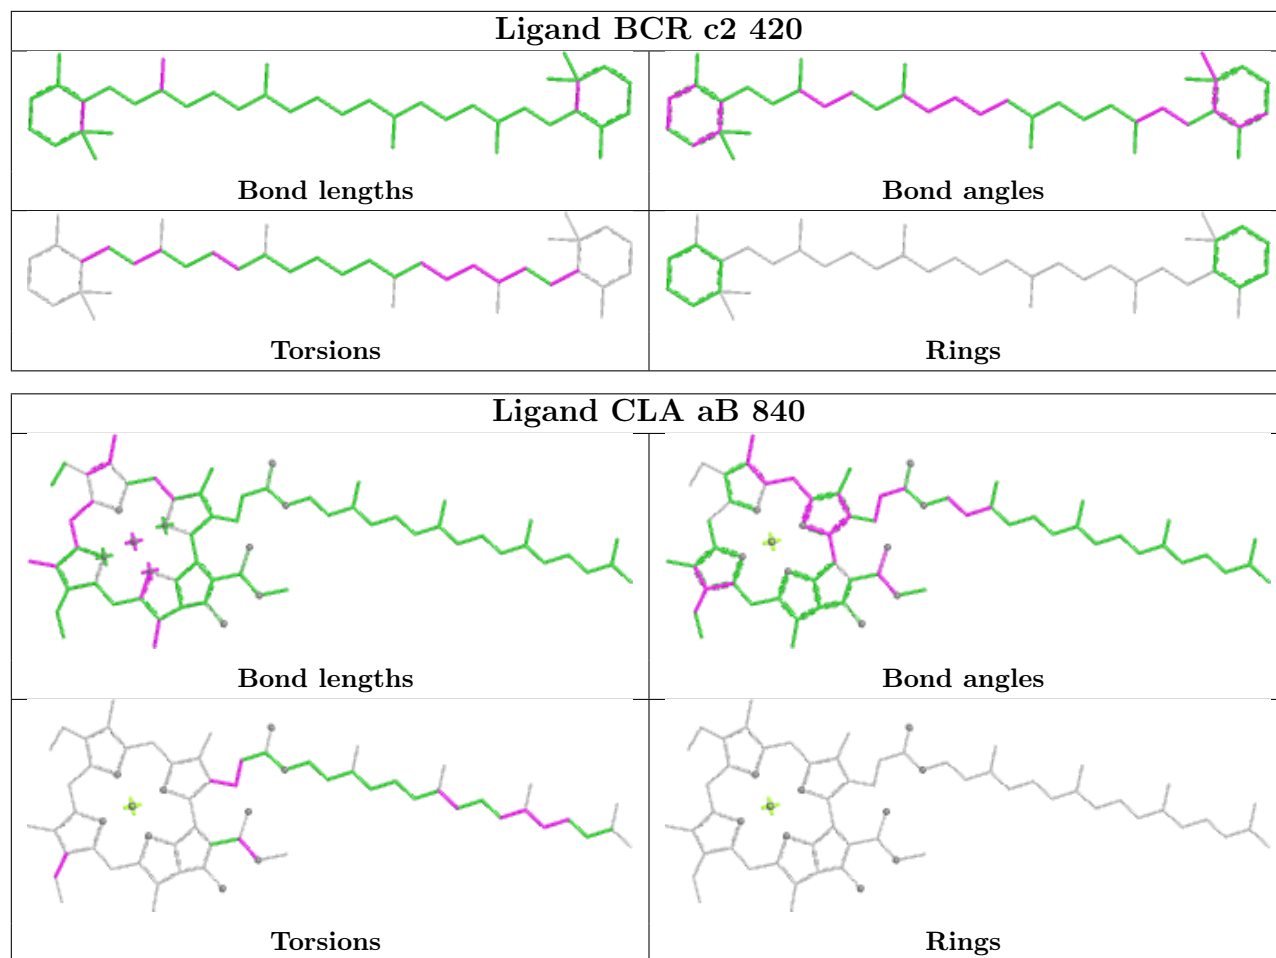 Ligand BCR c2 420
Bond lengths
Bond angles
Torsions
Rings
Ligand CLA aB 840
Bond lengths
Bond angles
Torsions
Rings